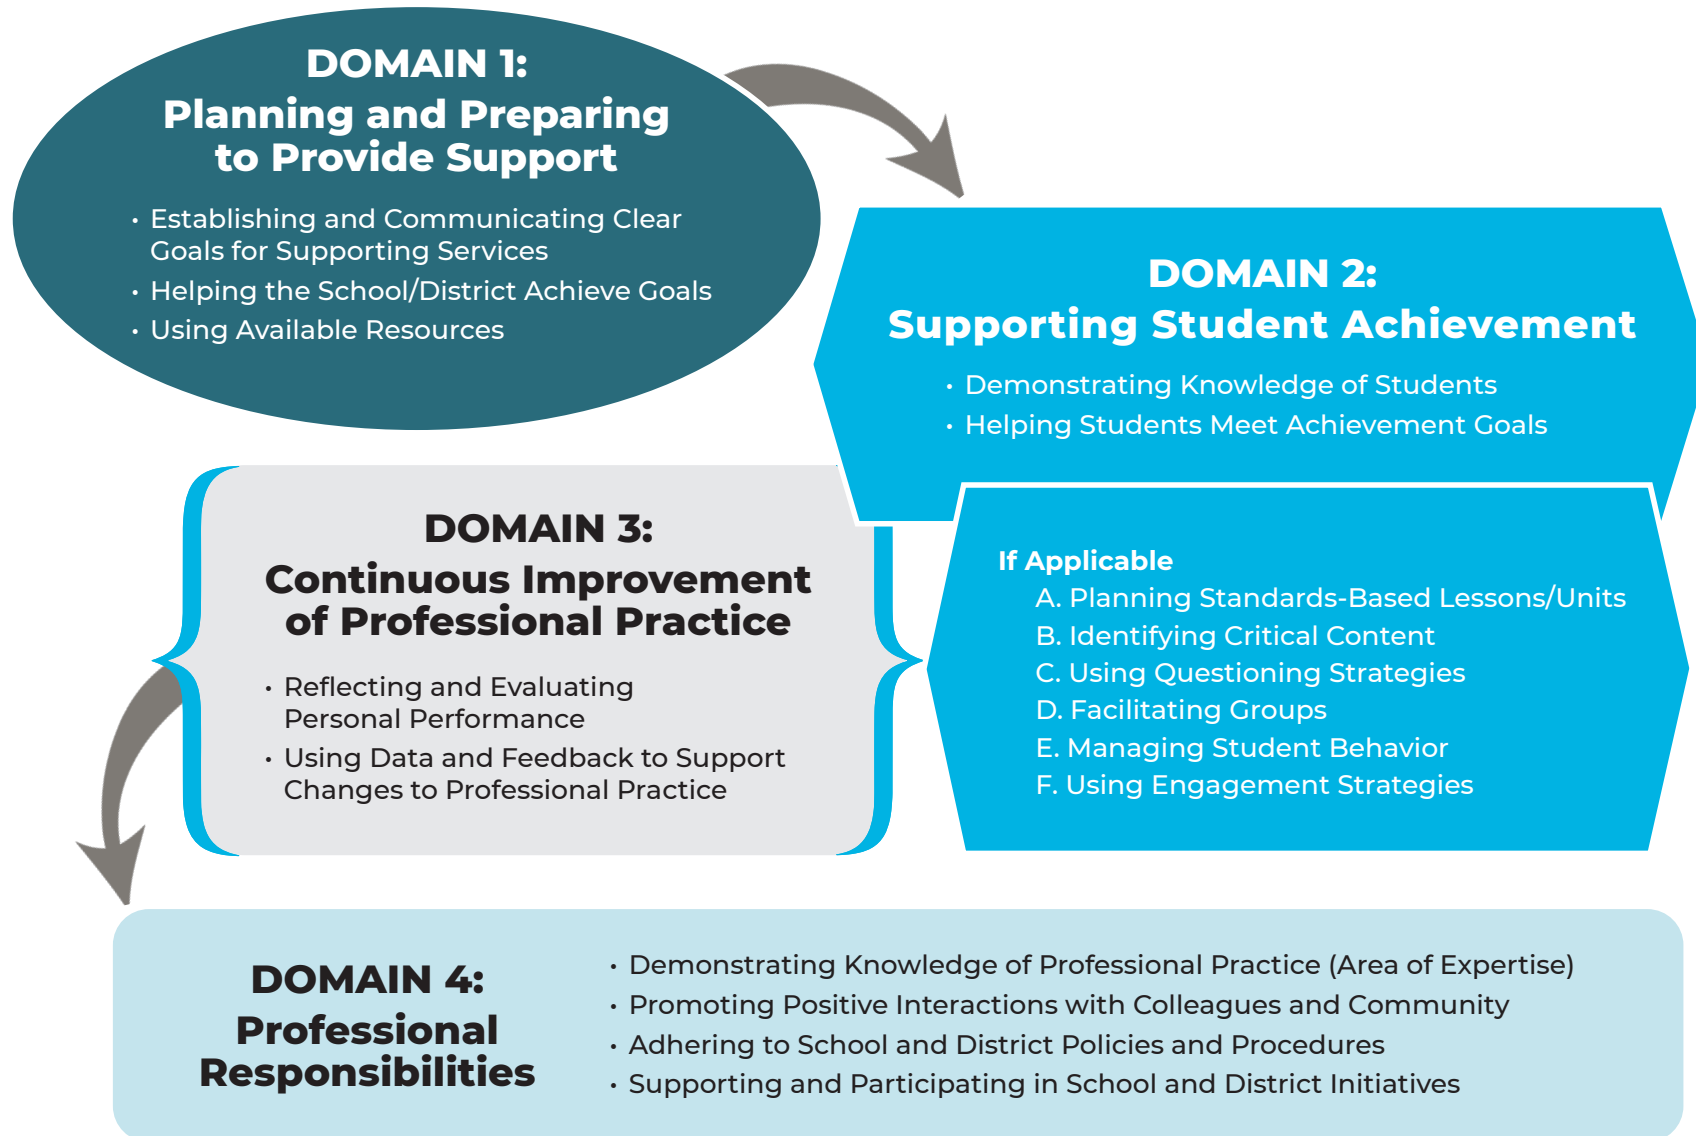 DOMAIN 1:
Planning and Preparing
to Provide Support
• Establishing and Communicating Clear
Goals for Supporting Services
• Helping the School/District Achieve Goals
• Using Available Resources
DOMAIN 2:
Supporting Student Achievement
• Demonstrating Knowledge of Students
• Helping Students Meet Achievement Goals
If Applicable
A. Planning Standards-Based Lessons/Units
B. Identifying Critical Content
C. Using Questioning Strategies
D. Facilitating Groups
E. Managing Student Behavior
F. Using Engagement Strategies
DOMAIN 3:
Continuous Improvement
of Professional Practice
• Reflecting and Evaluating
Personal Performance
• Using Data and Feedback to Support
Changes to Professional Practice
DOMAIN 4:
Professional
Responsibilities
• Demonstrating Knowledge of Professional Practice (Area of Expertise)
• Promoting Positive Interactions with Colleagues and Community
• Adhering to School and District Policies and Procedures
• Supporting and Participating in School and District Initiatives